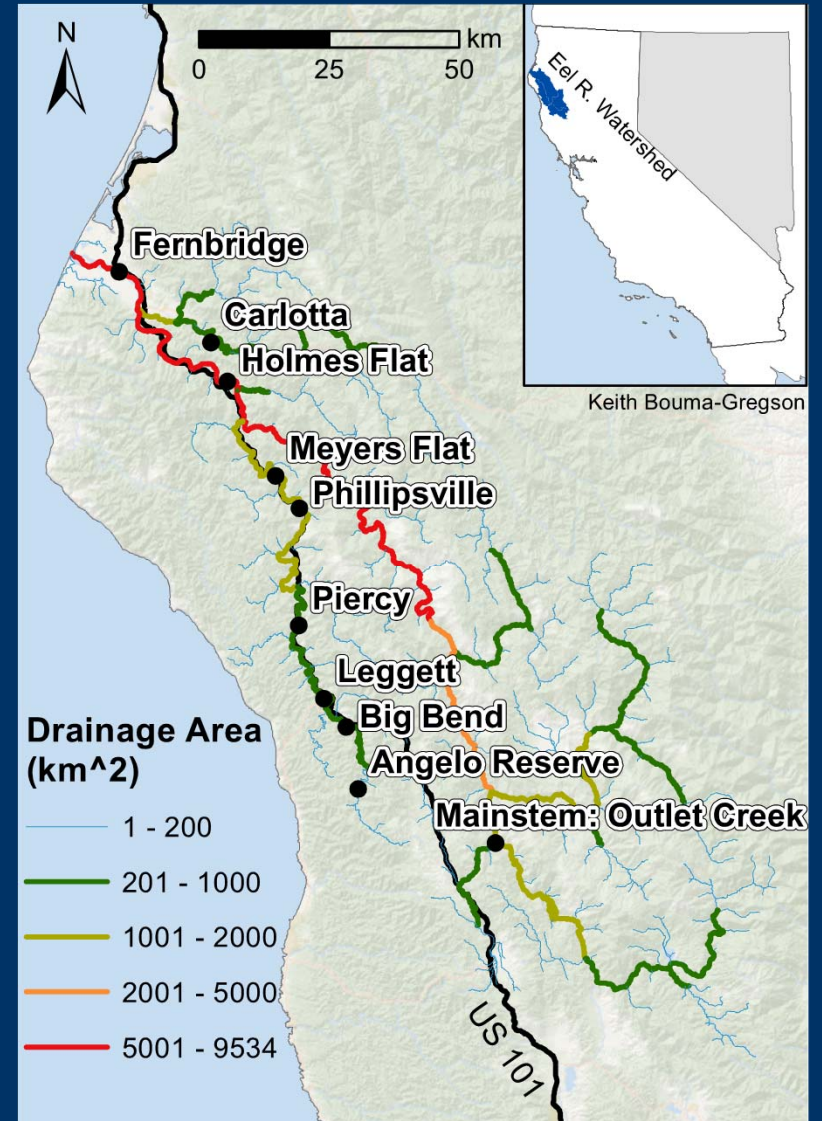 N
km
0
25
50
Eel R. Watershed
Keith Bouma-Gregson
Fernbridge
Carlotta
Holmes Flat
Meyers Flat
Phillipsville
Piercy
Leggett
Big Bend
Angelo Reserve
Mainstem: Outlet Creek
US 101
Drainage Area
(km^2)
1 - 200
201 - 1000
1001 - 2000
2001 - 5000
5001 - 9534